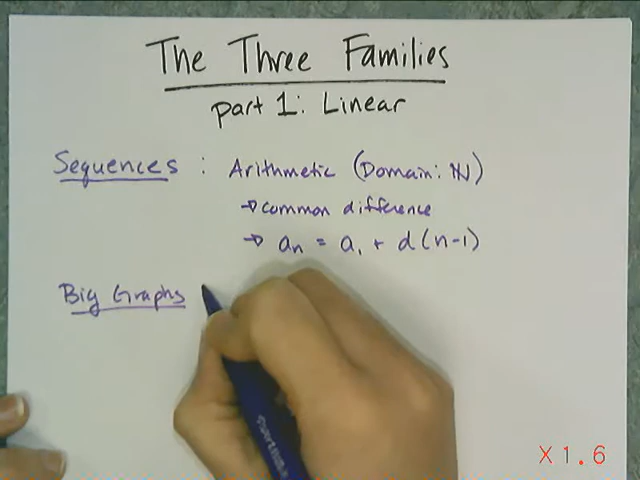 The Three Families
part 1: Linear
Sequences : Arithmetic (Domain: ℕ)
→ common difference
→ aₙ = a₁ + d(n-1)
Big Graphs
X1.6